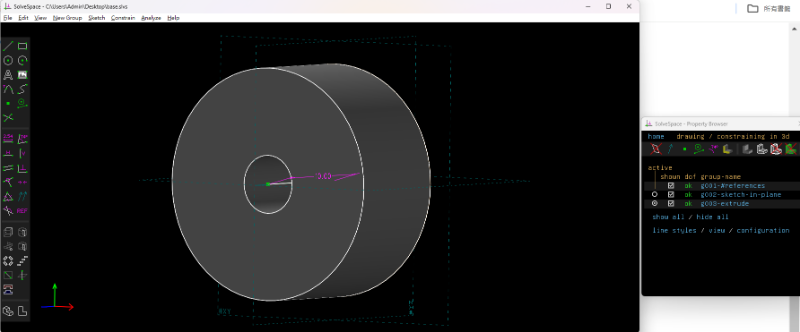 SolveSpace - C:\Users\Admin\Desktop\base.slvs
File Edit View New Group Sketch Constrain Analyze Help
所有書籤
SolveSpace - Property Browser
home drawing / constraining in 3d
active
shown dof group-name
ok g001-#references
ok g002-sketch-in-plane
ok g003-extrude
show all / hide all
line styles / view / configuration